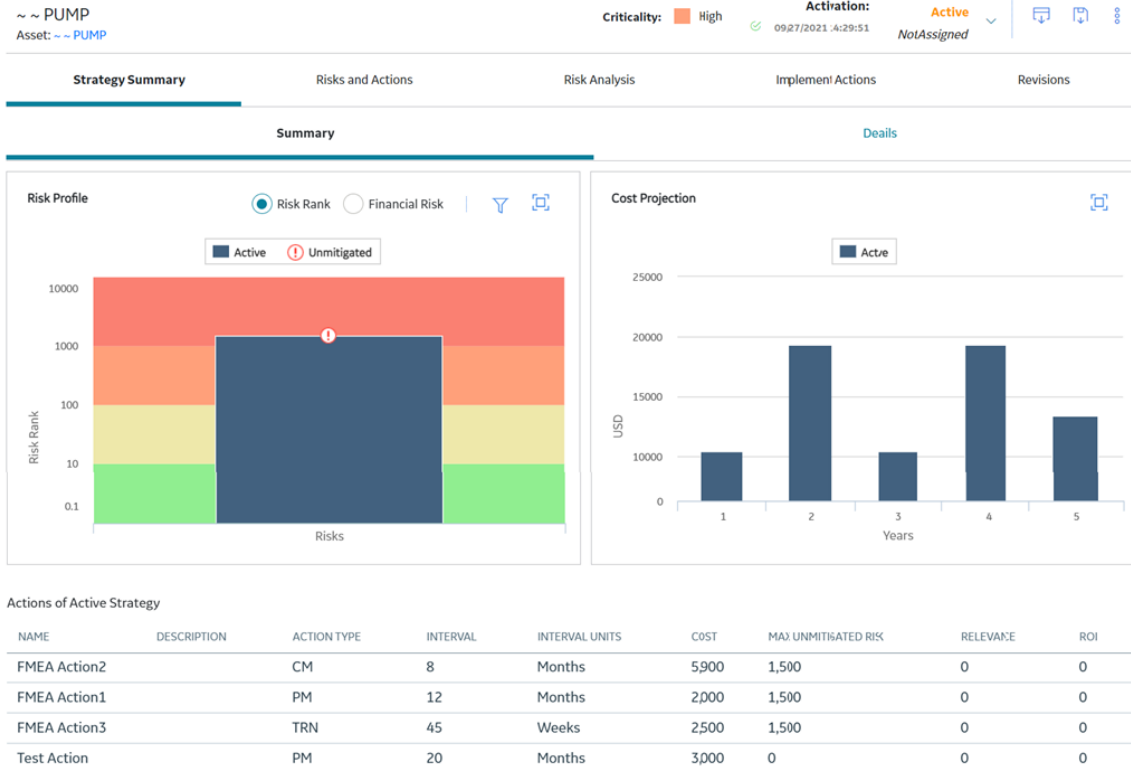 ~ ~ PUMP
Asset: ~ ~ PUMP
Criticality: High
Activation:
09/27/2021 14:29:51
Active
NotAssigned
Strategy Summary Risks and Actions Risk Analysis Implement Actions Revisions
Summary Deails
Risk Profile
Risk Rank Financial Risk
Active Unmitigated
10000
1000
100
10
0.1
Risk Rank
Risks
Cost Projection
Active
25000
20000
15000
10000
0
USD
1 2 3 4 5
Years
Actions of Active Strategy
NAME DESCRIPTION ACTION TYPE INTERVAL INTERVAL UNITS COST MAX UNMITIGATED RISK RELEVANCE ROI
FMEA Action2 CM 8 Months 5,900 1,500 0 0
FMEA Action1 PM 12 Months 2,000 1,500 0 0
FMEA Action3 TRN 45 Weeks 2,500 1,500 0 0
Test Action PM 20 Months 3,000 0 0 0